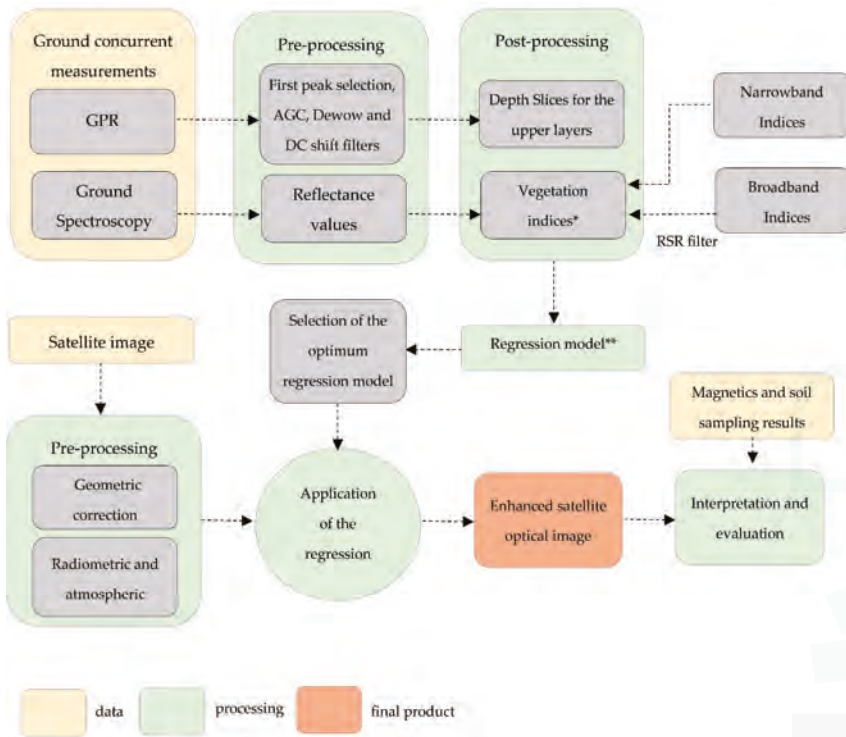 Ground concurrent
measurements
GPR
Ground
Spectroscopy
Pre-processing
First peak selection,
AGC, Dewow and
DC shift filters
Reflectance
values
Post-processing
Depth Slices for the
upper layers
Vegetation
indices*
Narrowband
Indices
Broadband
Indices
RSR filter
Satellite image
Selection of the
optimum
regression model
Regression model**
Magnetics and soil
sampling results
Pre-processing
Geometric
correction
Radiometric and
atmospheric
Application
of the
regression
Enhanced satellite
optical image
Interpretation and
evaluation
data
processing
final product